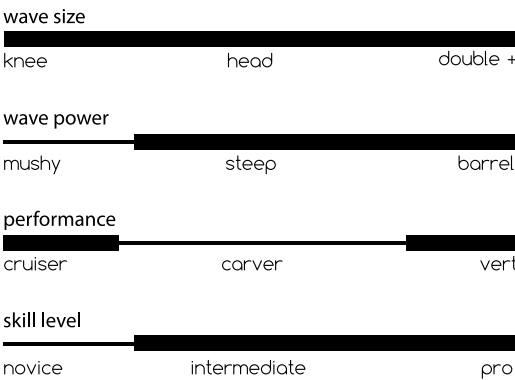 wave size
knee head double +
wave power
mushy steep barrel
performance
cruiser carver vert
skill level
novice intermediate pro